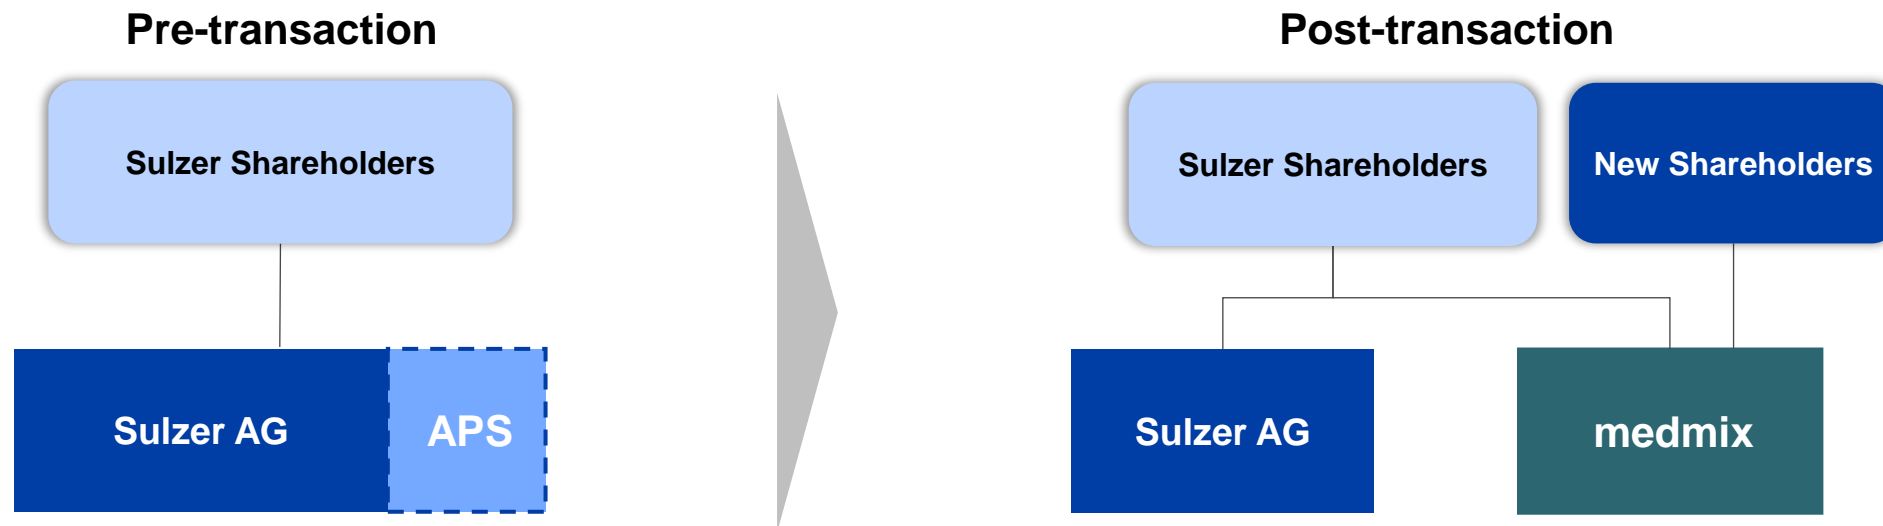 Pre-transaction
Post-transaction
Sulzer Shareholders
Sulzer Shareholders
New Shareholders
Sulzer AG
APS
Sulzer AG
medmix